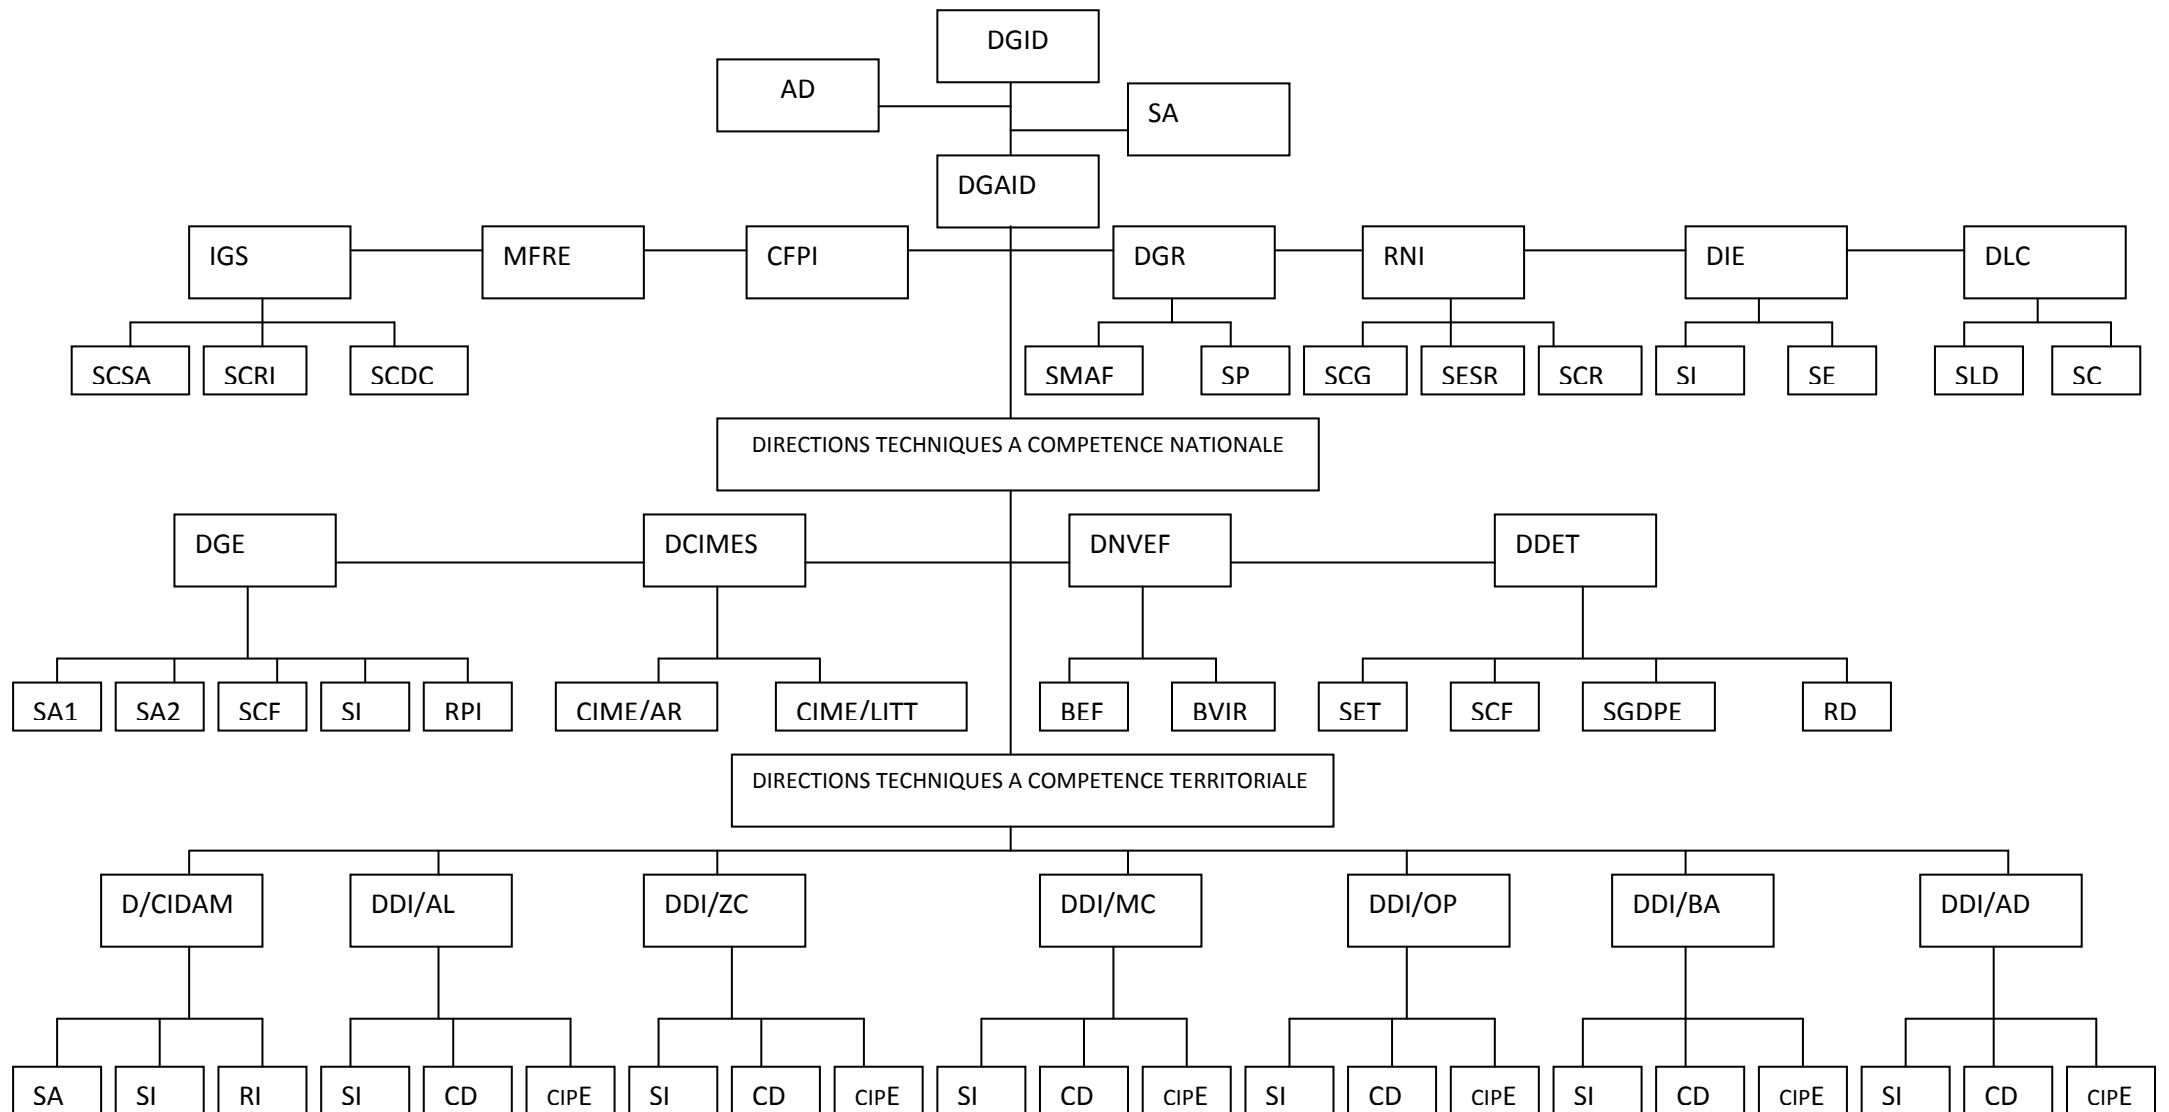 DGID
AD
SA
DGAID
IGS
MFRE
CFPI
DGR
RNI
DIE
DLC
SCSA
SCRI
SCDC
SMAF
SP
SCG
SESR
SCR
SI
SE
SLD
SC
DIRECTIONS TECHNIQUES A COMPETENCE NATIONALE
DGE
DCIMES
DNVEF
DDET
SA1
SA2
SCF
SI
RPI
CIME/AR
CIME/LITT
BEF
BVIR
SET
SCF
SGDPE
RD
DIRECTIONS TECHNIQUES A COMPETENCE TERRITORIALE
D/CIDAM
DDI/AL
DDI/ZC
DDI/MC
DDI/OP
DDI/BA
DDI/AD
SA
SI
RI
SI
CD
CIPE
SI
CD
CIPE
SI
CD
CIPE
SI
CD
CIPE
SI
CD
CIPE
SI
CD
CIPE